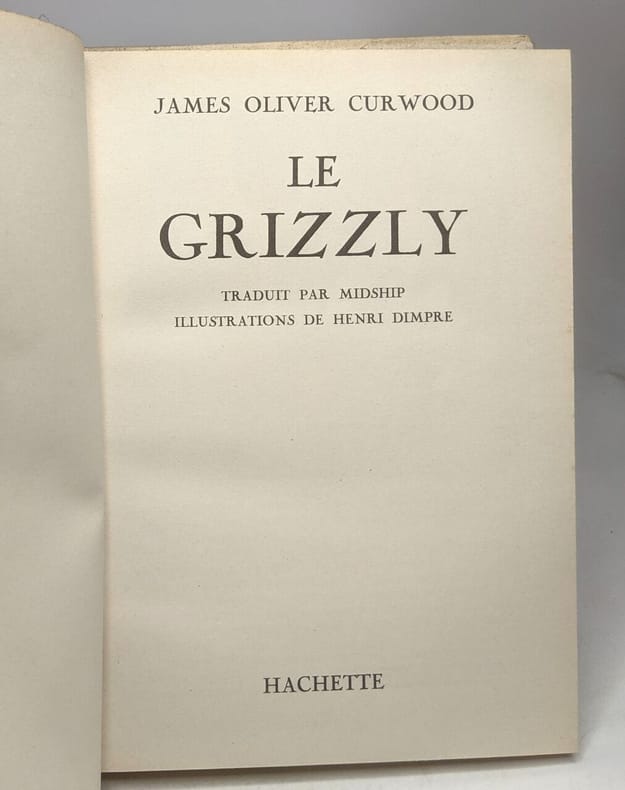 JAMES OLIVER CURWOOD
LE
GRIZZLY
TRADUIT PAR MIDSHIP
ILLUSTRATIONS DE HENRI DIMPRE
HACHETTE